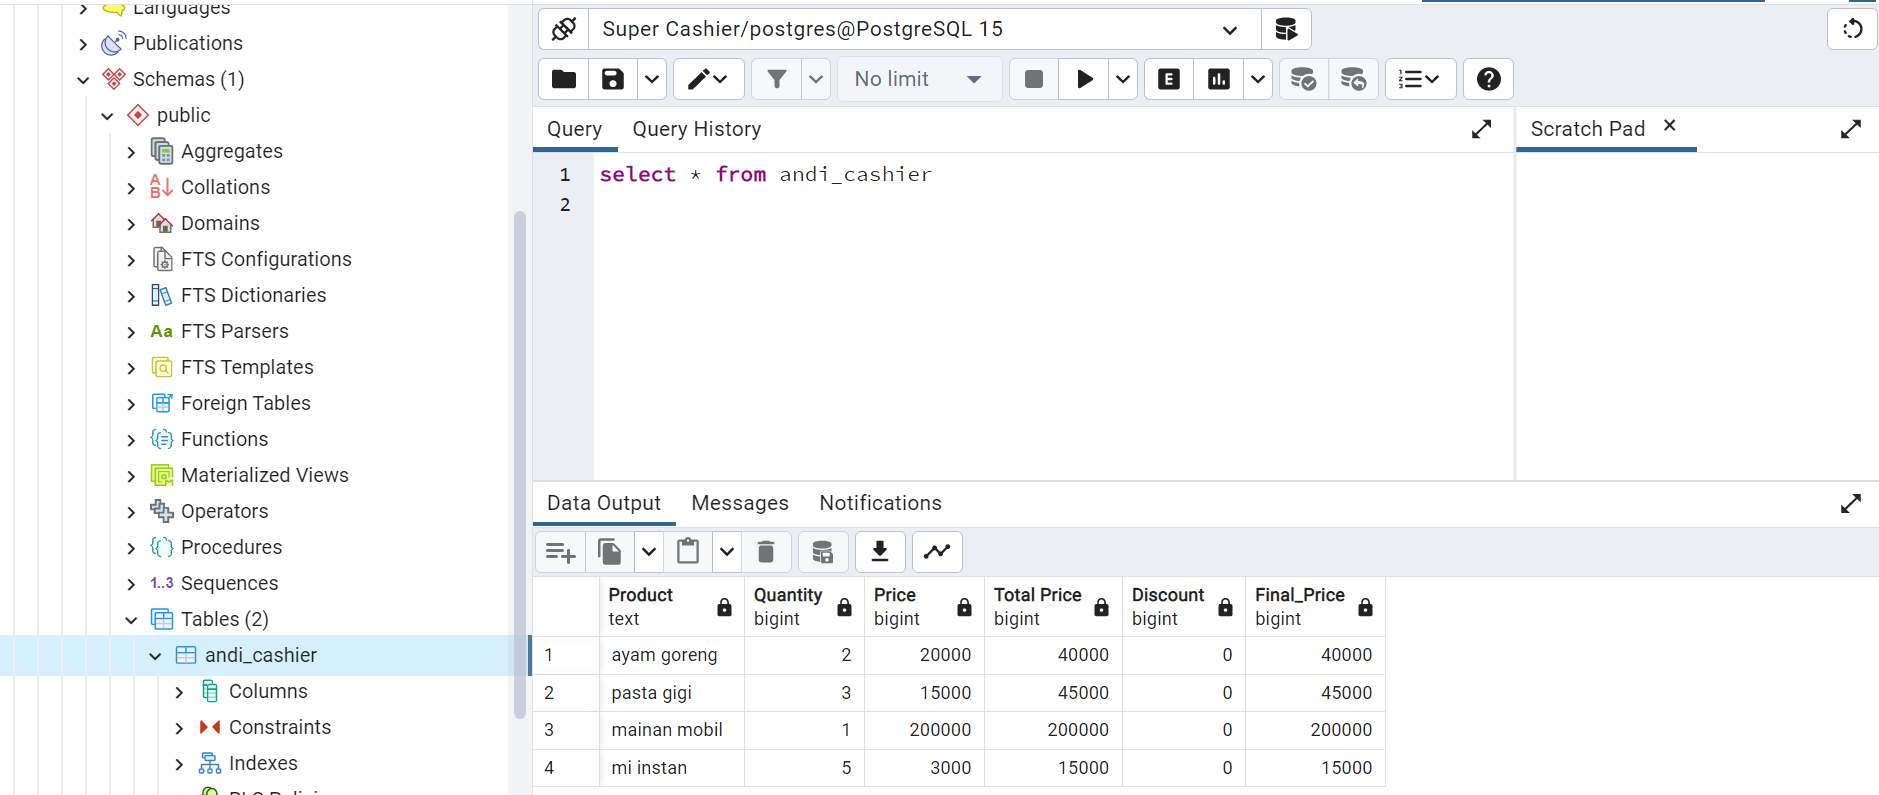 Languages
Publications
Schemas (1)
public
Aggregates
Collations
Domains
FTS Configurations
FTS Dictionaries
Aa FTS Parsers
FTS Templates
Foreign Tables
Functions
Materialized Views
Operators
Procedures
1..3 Sequences
Tables (2)
andi_cashier
Columns
Constraints
Indexes
Super Cashier/postgres@PostgreSQL 15
No limit
E
Query Query History
Scratch Pad
1 select * from andi_cashier
2
Data Output Messages Notifications
Product Quantity Price Total Price Discount Final_Price
text bigint bigint bigint bigint bigint
1 ayam goreng 2 20000 40000 0 40000
2 pasta gigi 3 15000 45000 0 45000
3 mainan mobil 1 200000 200000 0 200000
4 mi instan 5 3000 15000 0 15000